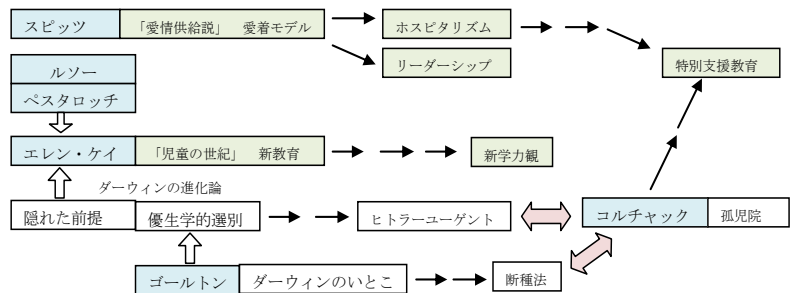 スピッツ 「愛情供給説」 愛着モデル ホスピタリズム
リーダーシップ 特別支援教育
ルソー
ペスタロッチ
エレン・ケイ 「児童の世紀」 新教育 新学力観
ダーウィンの進化論
隠れた前提 優生学的選別 ヒトラーユーゲント コルチャック 孤児院
ゴールトン ダーウィンのいとこ 断種法